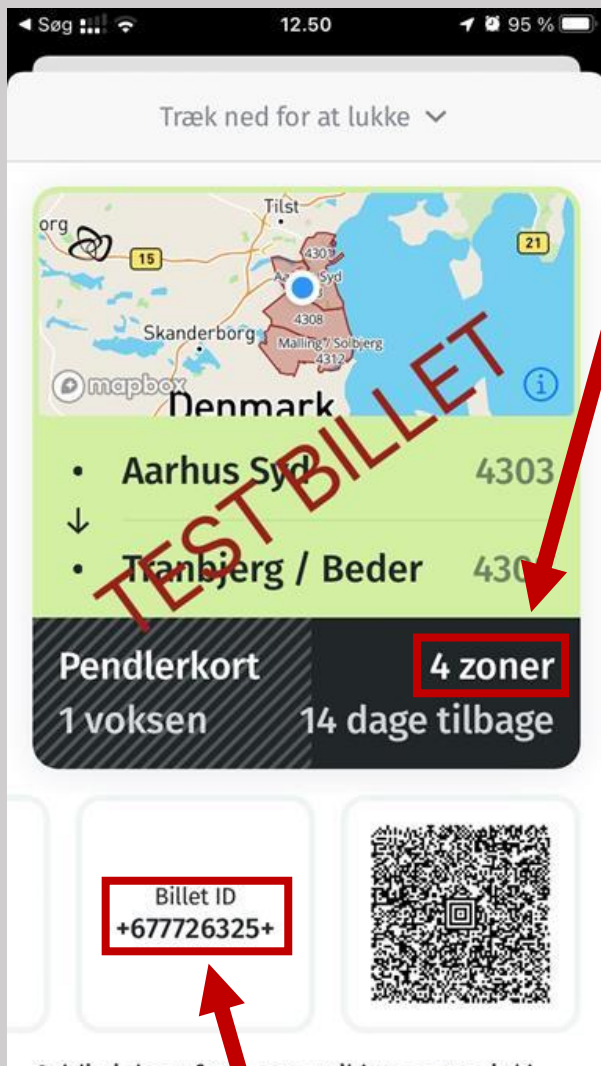 ◀ Søg 12.50 95 %
Træk ned for at lukke
Tilst
org
15
21
4301
Syd
4308
Skanderborg
Malling / Solbjerg
4312
mapbox
Denmark
TEST BILLET
Aarhus Syd 4303
↓
Tranbjerg / Beder
Pendlerkort 4 zoner
1 voksen 14 dage tilbage
Billet ID
+677726325+